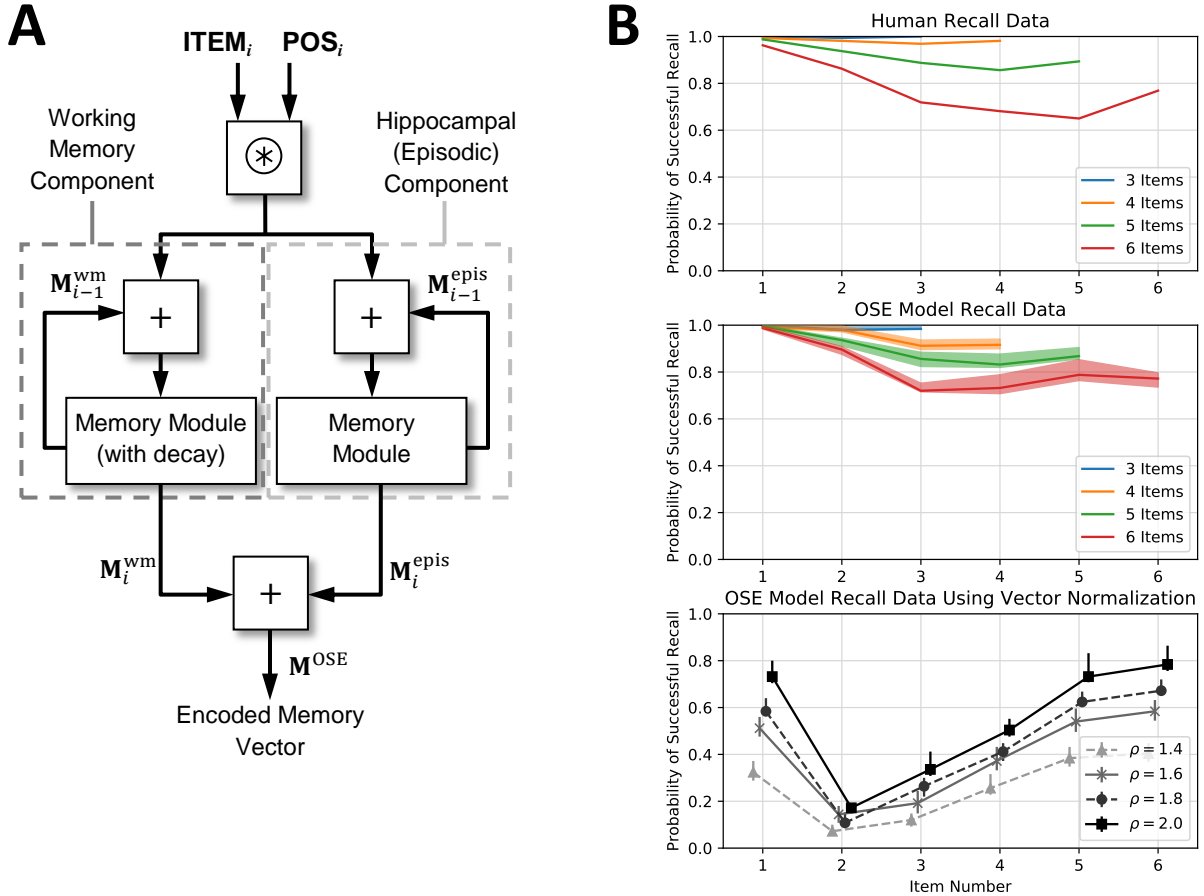 A
ITEM𝑖 POS𝑖
Working
Memory
Component
Hippocampal
(Episodic)
Component
⊛
M wm i−1
M epis i−1
+
+
Memory Module
(with decay)
Memory
Module
M wm i
M epis i
+
M OSE
Encoded Memory
Vector
B
Human Recall Data
Probability of Successful Recall
1.0
0.8
0.6
0.4
0.2
0.0
1 2 3 4 5 6
3 Items
4 Items
5 Items
6 Items
OSE Model Recall Data
Probability of Successful Recall
1.0
0.8
0.6
0.4
0.2
0.0
1 2 3 4 5 6
3 Items
4 Items
5 Items
6 Items
OSE Model Recall Data Using Vector Normalization
Probability of Successful Recall
1.0
0.8
0.6
0.4
0.2
0.0
1 2 3 4 5 6
ρ = 1.4
ρ = 1.6
ρ = 1.8
ρ = 2.0
Item Number